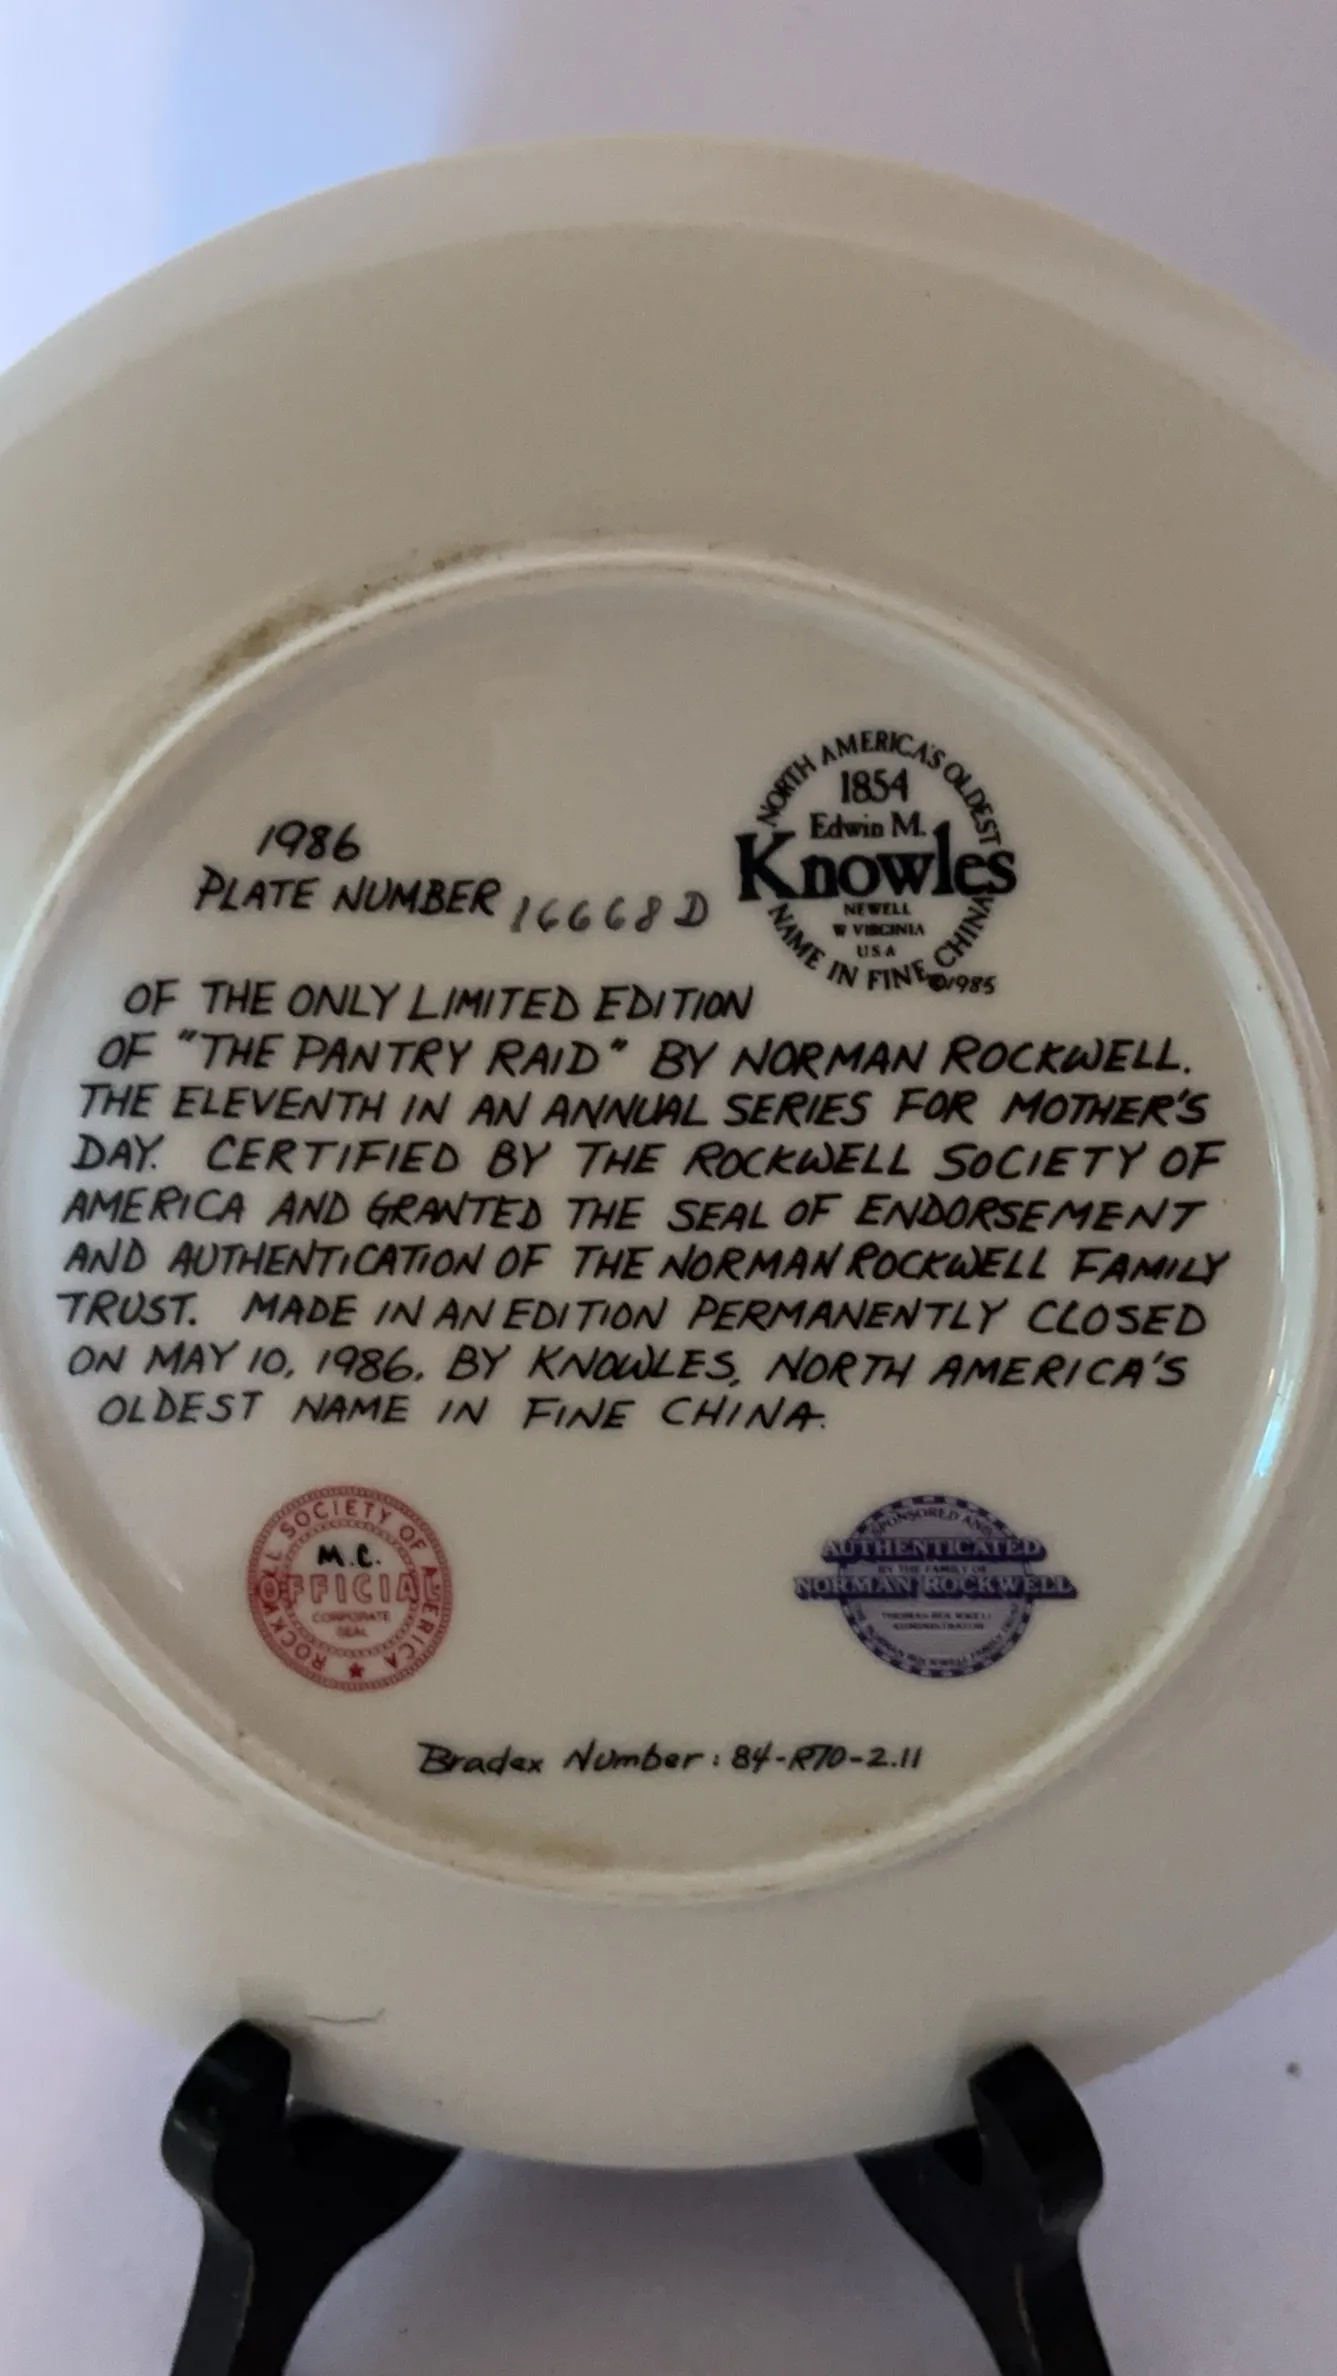 1986
PLATE NUMBER 16668D
NORTH AMERICA'S OLDEST
1854
Edwin M.
Knowles
NEWELL
W VIRGINIA
USA
NAME IN FINE CHINA
©1985
OF THE ONLY LIMITED EDITION
OF "THE PANTRY RAID" BY NORMAN ROCKWELL.
THE ELEVENTH IN AN ANNUAL SERIES FOR MOTHER'S
DAY. CERTIFIED BY THE ROCKWELL SOCIETY OF
AMERICA AND GRANTED THE SEAL OF ENDORSEMENT
AND AUTHENTICATION OF THE NORMAN ROCKWELL FAMILY
TRUST. MADE IN AN EDITION PERMANENTLY CLOSED
ON MAY 10, 1986, BY KNOWLES, NORTH AMERICA'S
OLDEST NAME IN FINE CHINA.
ROCKWELL SOCIETY OF AMERICA
M.C.
OFFICIAL
CORPORATE
SEAL
SPONSORED AND
AUTHENTICATED
BY THE FAMILY OF
NORMAN ROCKWELL
Bradex Number: 84-R70-2.11